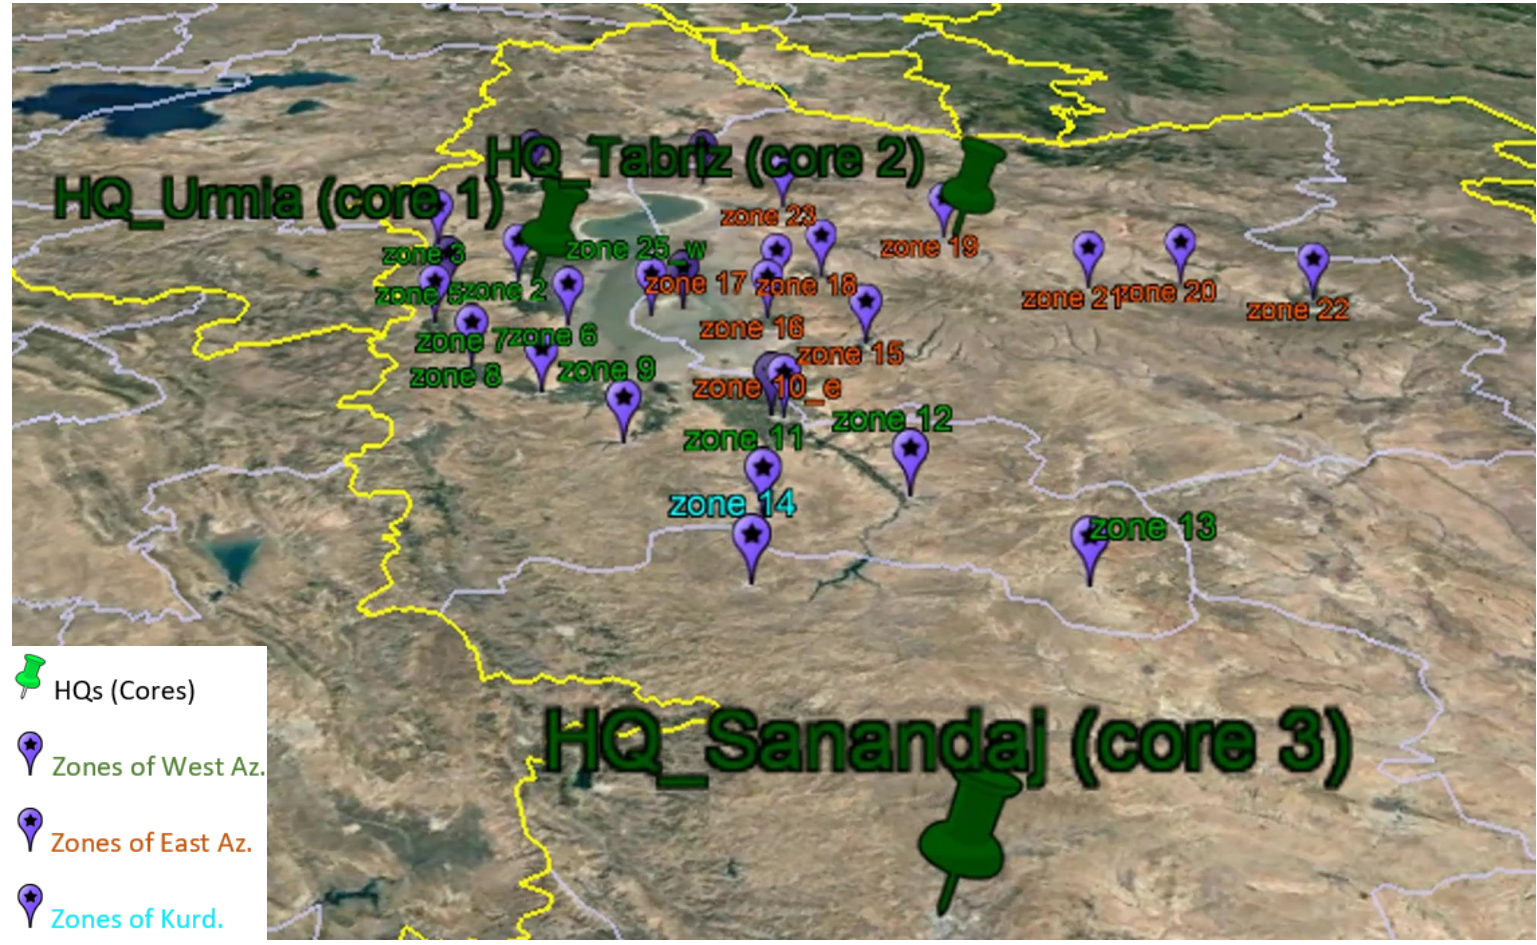 HQ_Tabriz (core 2)
HQ_Urmia (core 1)
zone 23
zone 3
zone 25_w
zone 19
zone 5
zone 2
zone 17
zone 18
zone 21
zone 20
zone 22
zone 16
zone 7
zone 6
zone 15
zone 8
zone 9
zone 10_e
zone 12
zone 11
zone 14
zone 13
HQ_Sanandaj (core 3)
HQs (Cores)
Zones of West Az.
Zones of East Az.
Zones of Kurd.